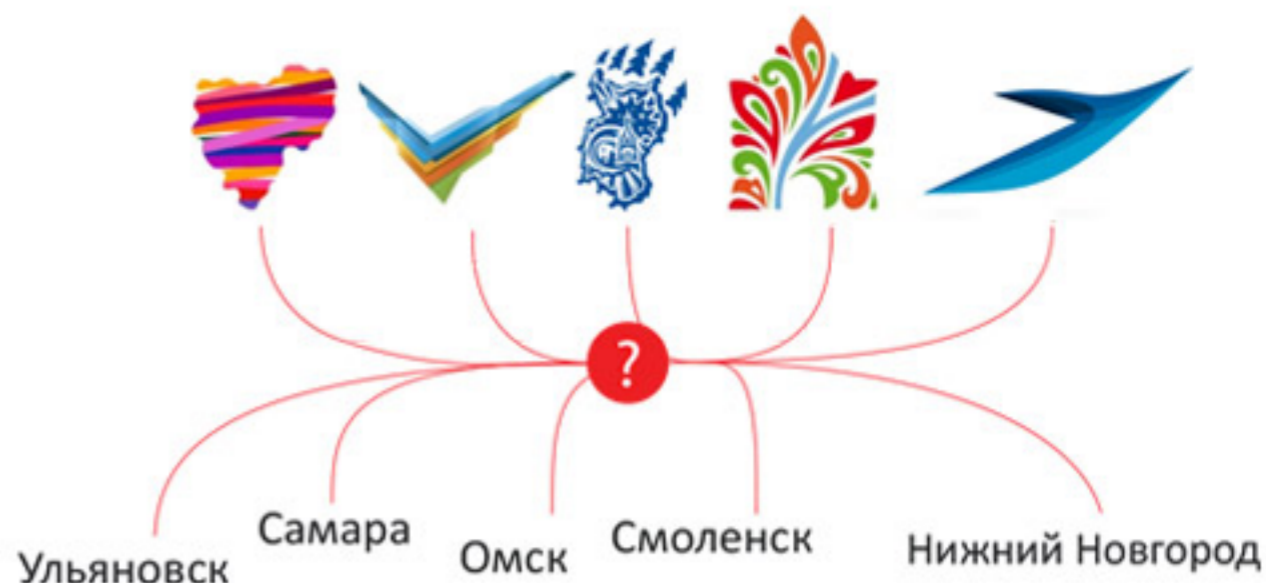 ?
Ульяновск
Самара
Омск
Смоленск
Нижний Новгород